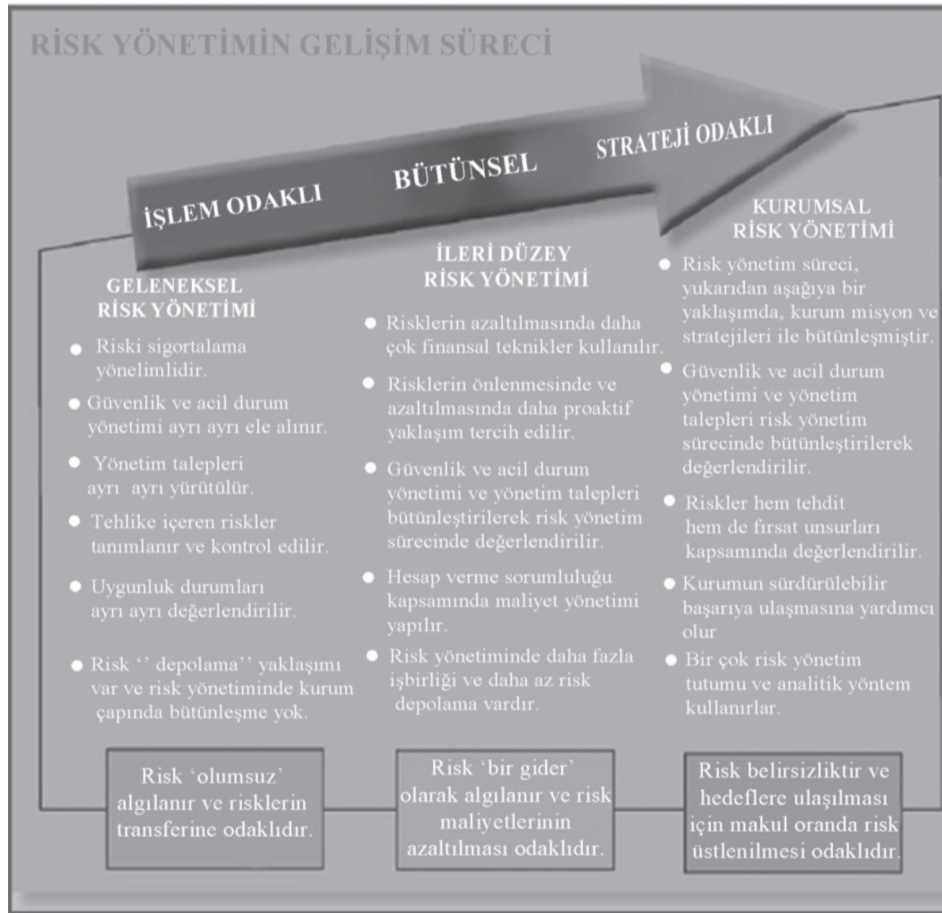 RİSK YÖNETİMİN GELİŞİM SÜRECİ
İŞLEM ODAKLI
BÜTÜNSEL
STRATEJİ ODAKLI
GELENEKSEL
RİSK YÖNETİMİ
Riski sigortalama
yönelimlidir.
Güvenlik ve acil durum
yönetimi ayrı ayrı ele alınır.
Yönetim talepleri
ayrı ayrı yürütülür.
Tehlike içeren riskler
tanımlanır ve kontrol edilir.
Uygunluk durumları
ayrı ayrı değerlendirilir.
Risk ‘’ depolama’’ yaklaşımı
var ve risk yönetiminde kurum
çapında bütünleşme yok.
Risk ‘olumsuz’
algılanır ve risklerin
transferine odaklıdır.
İLERİ DÜZEY
RİSK YÖNETİMİ
Risklerin azaltılmasında daha
çok finansal teknikler kullanılır.
Risklerin önlenmesinde ve
azaltılmasında daha proaktif
yaklaşım tercih edilir.
Güvenlik ve acil durum
yönetimi ve yönetim talepleri
bütünleştirilerek risk yönetim
sürecinde değerlendirilir.
Hesap verme sorumluluğu
kapsamında maliyet yönetimi
yapılır.
Risk yönetiminde daha fazla
işbirliği ve daha az risk
depolama vardır.
Risk ‘bir gider’
olarak algılanır ve risk
maliyetlerinin
azaltılması odaklıdır.
KURUMSAL
RİSK YÖNETİMİ
Risk yönetim süreci,
yukarıdan aşağıya bir
yaklaşımda, kurum misyon ve
stratejileri ile bütünleşmiştir.
Güvenlik ve acil durum
yönetimi ve yönetim
talepleri risk yönetim
sürecinde bütünleştirilerek
değerlendirilir.
Riskler hem tehdit
hem de fırsat unsurları
kapsamında değerlendirilir.
Kurumun sürdürülebilir
başarıya ulaşmasına yardımcı
olur
Bir çok risk yönetim
tutumu ve analitik yöntem
kullanırlar.
Risk belirsizliktir ve
hedeflere ulaşılması
için makul oranda risk
üstlenilmesi odaklıdır.